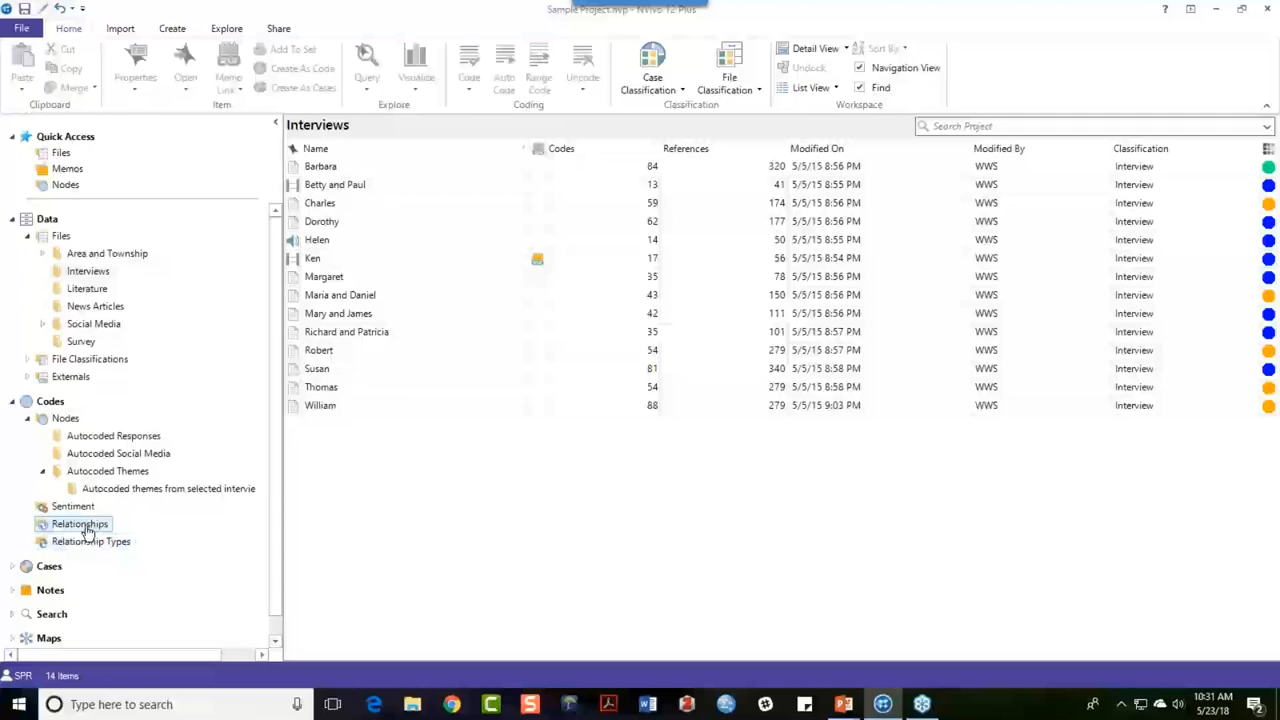 Sample Project.nvp - NVivo 12 Plus
File Home Import Create Explore Share
Paste Cut Copy Merge Clipboard
Properties Open Memo Link Add To Set Create As Code Create As Cases Item
Query Visualize Explore
Code Auto Code Range Code Uncode Coding
Case Classification File Classification Classification
Detail View Sort By Undock Navigation View List View Find Workspace
Quick Access
Files
Memos
Nodes
Data
Files
Area and Township
Interviews
Literature
News Articles
Social Media
Survey
File Classifications
Externals
Codes
Nodes
Autocoded Responses
Autocoded Social Media
Autocoded Themes
Autocoded themes from selected intervie
Sentiment
Relationships
Relationship Types
Cases
Notes
Search
Maps
Interviews Search Project
Name Codes References Modified On Modified By Classification
Barbara 84 320 5/5/15 8:56 PM WWS Interview
Betty and Paul 13 41 5/5/15 8:55 PM WWS Interview
Charles 59 174 5/5/15 8:56 PM WWS Interview
Dorothy 62 177 5/5/15 8:56 PM WWS Interview
Helen 14 50 5/5/15 8:55 PM WWS Interview
Ken 17 56 5/5/15 8:54 PM WWS Interview
Margaret 35 78 5/5/15 8:56 PM WWS Interview
Maria and Daniel 43 150 5/5/15 8:56 PM WWS Interview
Mary and James 42 111 5/5/15 8:56 PM WWS Interview
Richard and Patricia 35 101 5/5/15 8:57 PM WWS Interview
Robert 54 279 5/5/15 8:57 PM WWS Interview
Susan 81 340 5/5/15 8:58 PM WWS Interview
Thomas 54 279 5/5/15 8:58 PM WWS Interview
William 88 279 5/5/15 9:03 PM WWS Interview
SPR 14 Items
Type here to search
10:31 AM
5/23/18
2